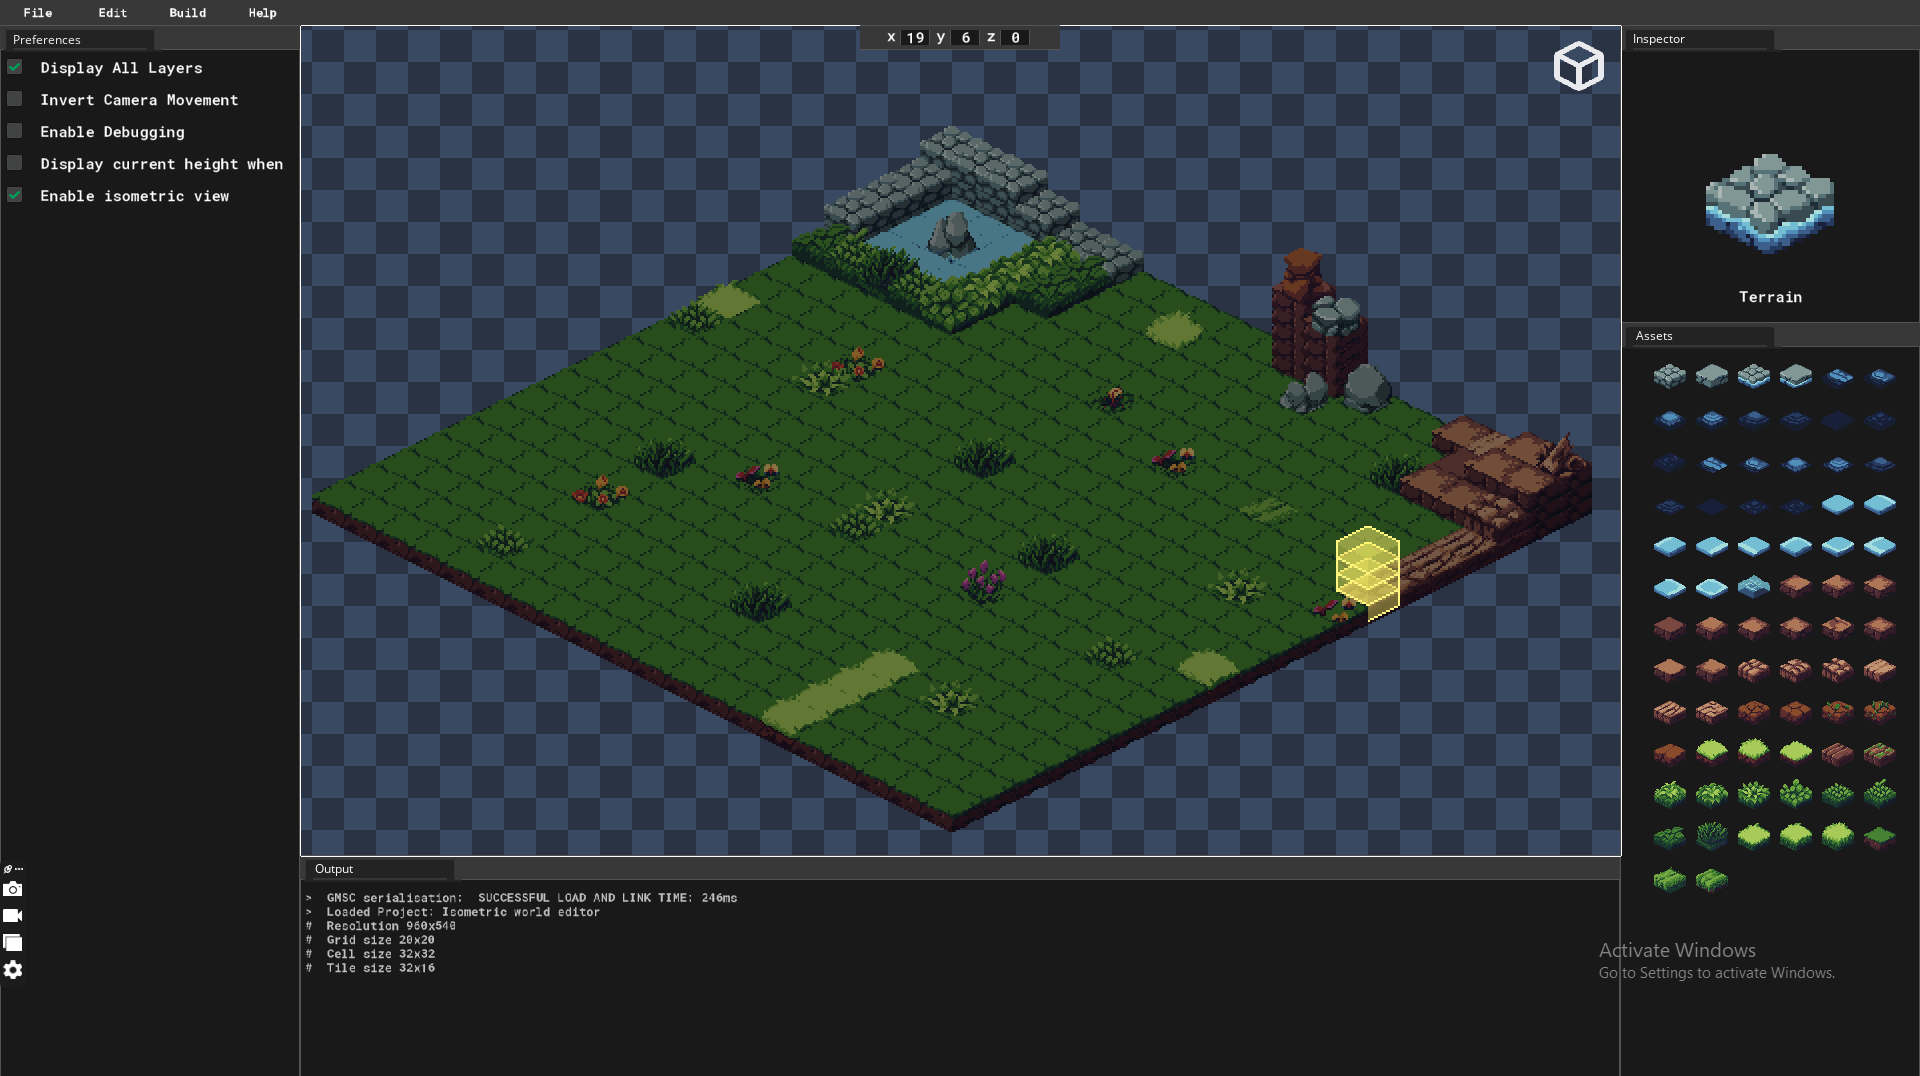 File Edit Build Help
Preferences
Display All Layers
Invert Camera Movement
Enable Debugging
Display current height when
Enable isometric view
x 19 y 6 z 0
Inspector
Terrain
Assets
Output
> GMSC serialisation: SUCCESSFUL LOAD AND LINK TIME: 246ms
> Loaded Project: Isometric world editor
# Resolution 960x540
# Grid size 20x20
# Cell size 32x32
# Tile size 32x16
Activate Windows
Go to Settings to activate Windows.